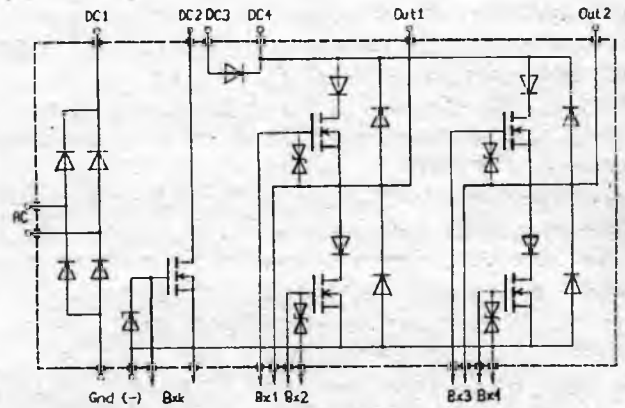 DC1 DC2 DC3 DC4 Out1 Out2
AC
Gnd (-) Bxk Bx1 Bx2 Bx3 Bx4